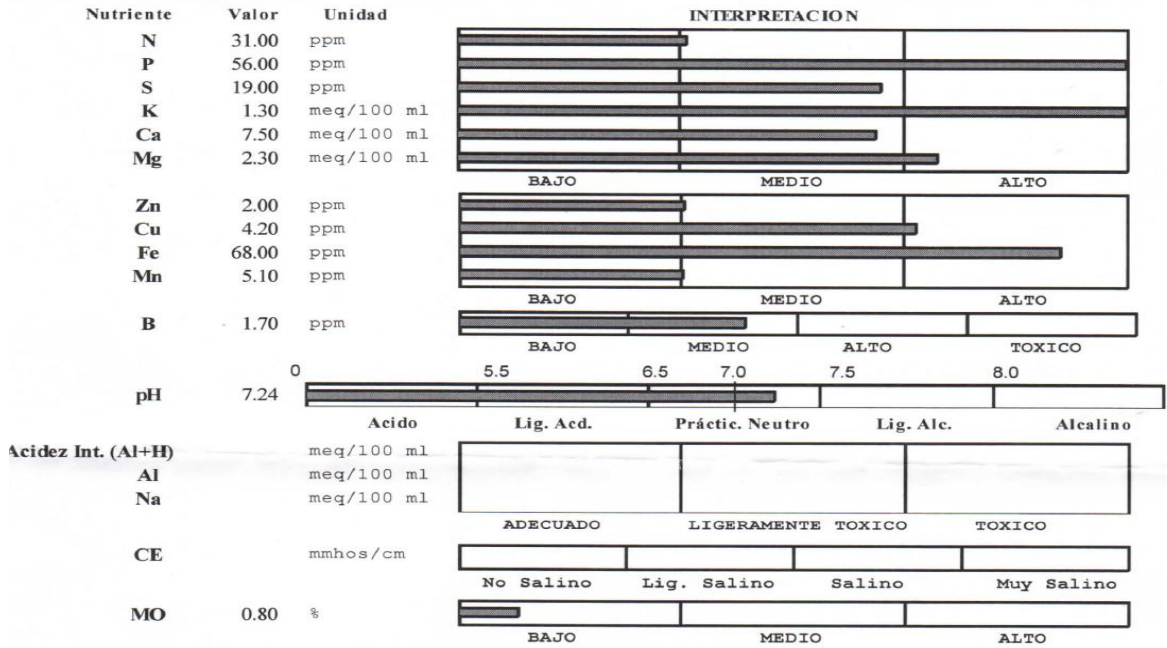 Nutriente Valor Unidad INTERPRETACION
N 31.00 ppm
P 56.00 ppm
S 19.00 ppm
K 1.30 meq/100 ml
Ca 7.50 meq/100 ml
Mg 2.30 meq/100 ml
BAJO MEDIO ALTO
Zn 2.00 ppm
Cu 4.20 ppm
Fe 68.00 ppm
Mn 5.10 ppm
BAJO MEDIO ALTO
B 1.70 ppm
BAJO MEDIO ALTO TOXICO
0 5.5 6.5 7.0 7.5 8.0
pH 7.24
Acido Lig. Acd. Práctic. Neutro Lig. Alc. Alcalino
Acidez Int. (Al+H) meq/100 ml
Al meq/100 ml
Na meq/100 ml
ADECUADO LIGERAMENTE TOXICO TOXICO
CE mmhos/cm
No Salino Lig. Salino Salino Muy Salino
MO 0.80 %
BAJO MEDIO ALTO